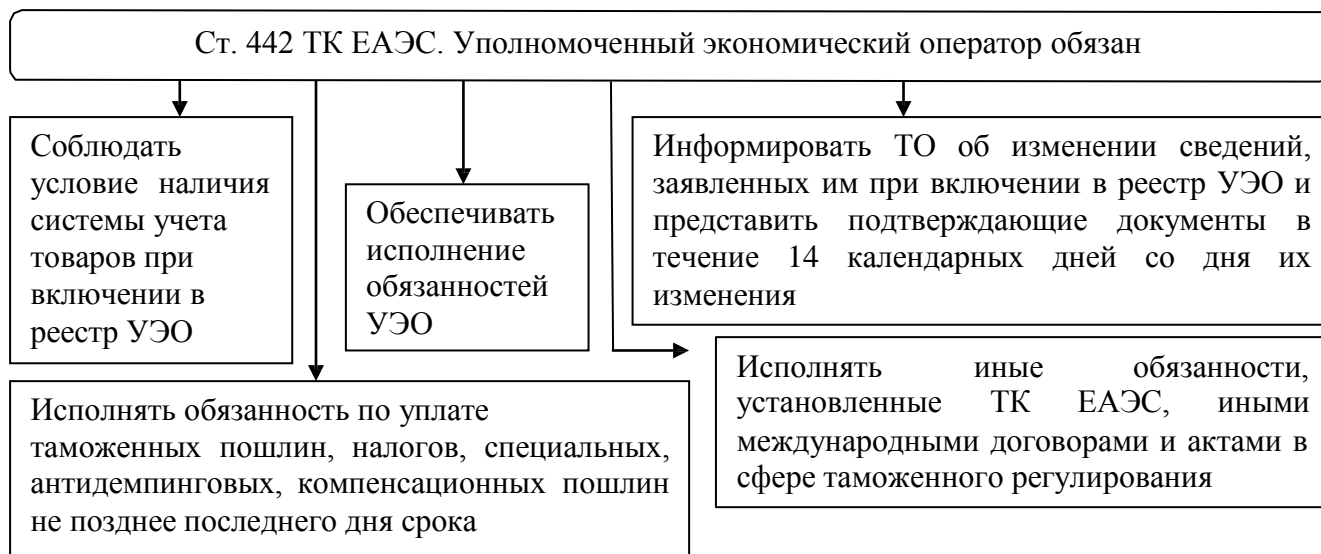 Ст. 442 ТК ЕАЭС. Уполномоченный экономический оператор обязан
Соблюдать
условие наличия
системы учета
товаров при
включении в
реестр УЭО
Обеспечивать
исполнение
обязанностей
УЭО
Информировать ТО об изменении сведений,
заявленных им при включении в реестр УЭО и
представить подтверждающие документы в
течение 14 календарных дней со дня их
изменения
Исполнять обязанность по уплате
таможенных пошлин, налогов, специальных,
антидемпинговых, компенсационных пошлин
не позднее последнего дня срока
Исполнять иные обязанности,
установленные ТК ЕАЭС, иными
международными договорами и актами в
сфере таможенного регулирования